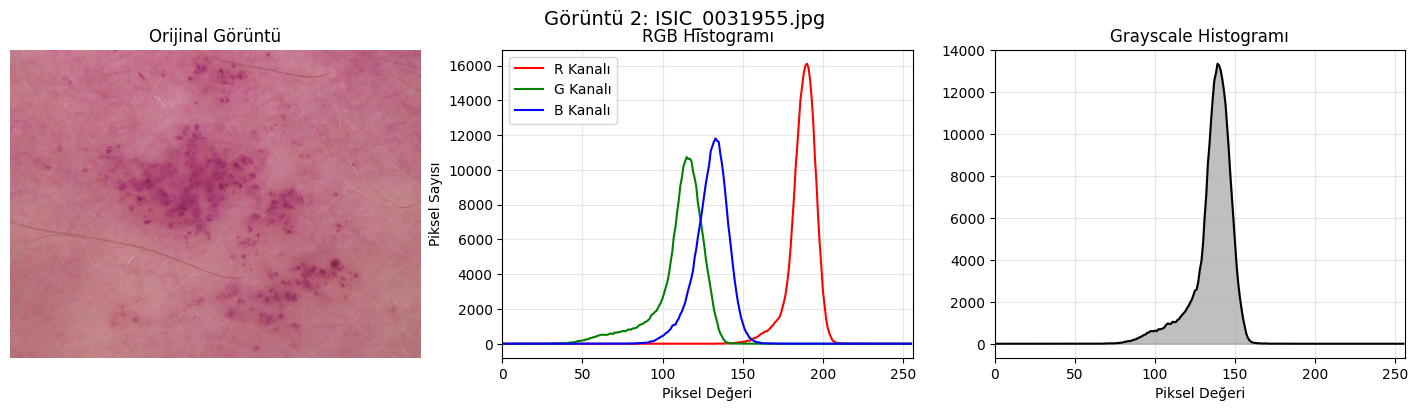 Görüntü 2: ISIC_0031955.jpg
Orijinal Görüntü
RGB Histogramı
R Kanalı
G Kanalı
B Kanalı
Piksel Sayısı
16000
14000
12000
10000
8000
6000
4000
2000
0
0 50 100 150 200 250
Piksel Değeri
Grayscale Histogramı
14000
12000
10000
8000
6000
4000
2000
0
0 50 100 150 200 250
Piksel Değeri